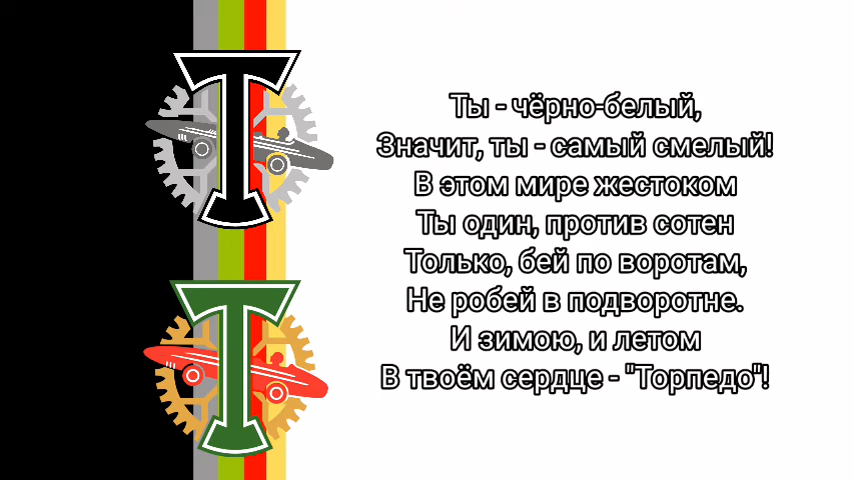 Т
Т
Ты - чёрно-белый,
Значит, ты - самый смелый!
В этом мире жестоком
Ты один, против сотен
Только, бей по воротам,
Не робей в подворотне.
И зимою, и летом
В твоём сердце - "Торпедо"!